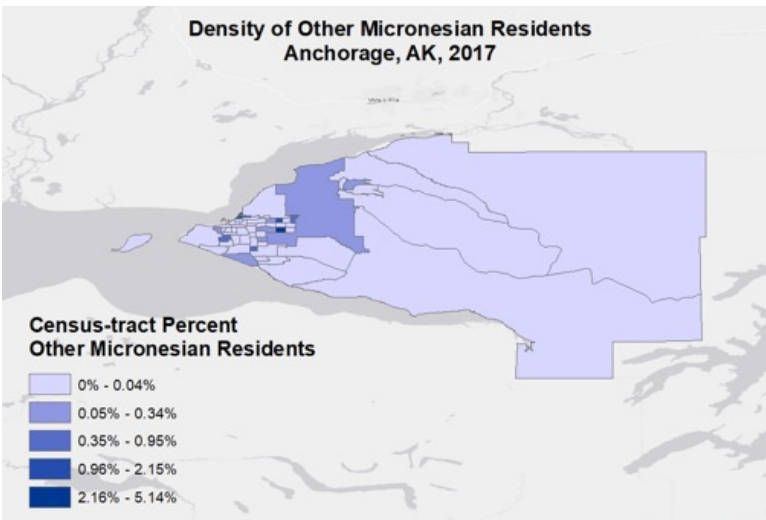 Density of Other Micronesian Residents
Anchorage, AK, 2017
Census-tract Percent
Other Micronesian Residents
0% - 0.04%
0.05% - 0.34%
0.35% - 0.95%
0.96% - 2.15%
2.16% - 5.14%